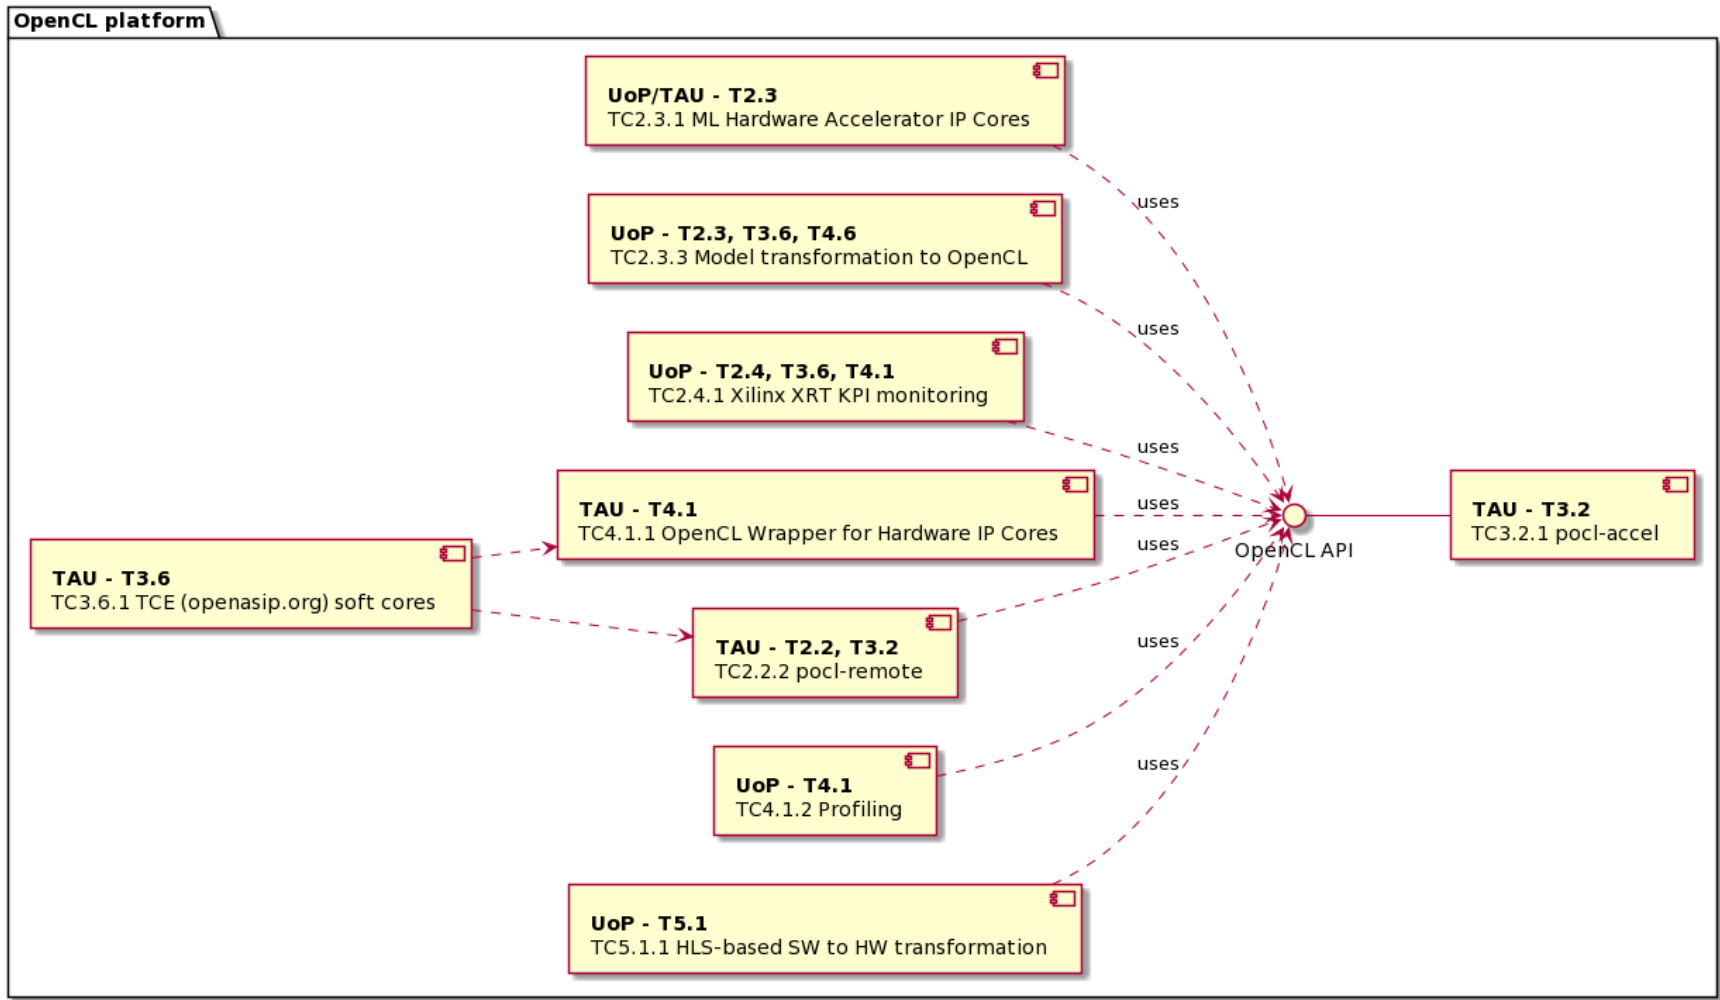 OpenCL platform
UoP/TAU - T2.3
TC2.3.1 ML Hardware Accelerator IP Cores
uses
UoP - T2.3, T3.6, T4.6
TC2.3.3 Model transformation to OpenCL
uses
UoP - T2.4, T3.6, T4.1
TC2.4.1 Xilinx XRT KPI monitoring
uses
TAU - T4.1
TC4.1.1 OpenCL Wrapper for Hardware IP Cores
uses
OpenCL API
TAU - T3.2
TC3.2.1 pocl-accel
TAU - T3.6
TC3.6.1 TCE (openasip.org) soft cores
uses
TAU - T2.2, T3.2
TC2.2.2 pocl-remote
uses
UoP - T4.1
TC4.1.2 Profiling
uses
UoP - T5.1
TC5.1.1 HLS-based SW to HW transformation